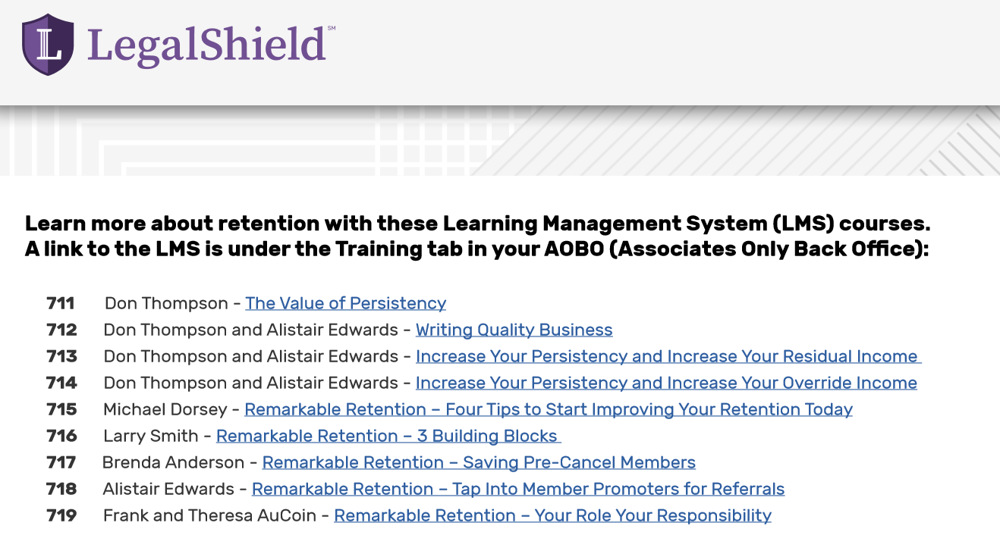 L LegalShield℠
Learn more about retention with these Learning Management System (LMS) courses.
A link to the LMS is under the Training tab in your AOBO (Associates Only Back Office):
711 Don Thompson - The Value of Persistency
712 Don Thompson and Alistair Edwards - Writing Quality Business
713 Don Thompson and Alistair Edwards - Increase Your Persistency and Increase Your Residual Income
714 Don Thompson and Alistair Edwards - Increase Your Persistency and Increase Your Override Income
715 Michael Dorsey - Remarkable Retention – Four Tips to Start Improving Your Retention Today
716 Larry Smith - Remarkable Retention – 3 Building Blocks
717 Brenda Anderson - Remarkable Retention – Saving Pre-Cancel Members
718 Alistair Edwards - Remarkable Retention – Tap Into Member Promoters for Referrals
719 Frank and Theresa AuCoin - Remarkable Retention – Your Role Your Responsibility